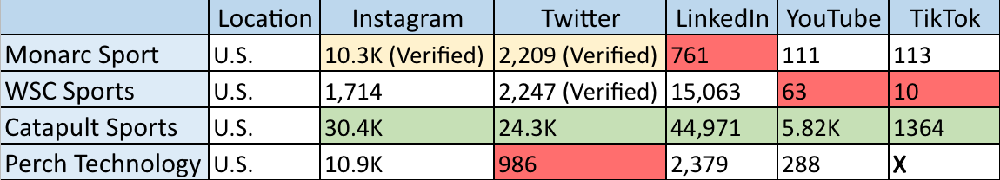 Location Instagram Twitter LinkedIn YouTube TikTok
Monarc Sport U.S. 10.3K (Verified) 2,209 (Verified) 761 111 113
WSC Sports U.S. 1,714 2,247 (Verified) 15,063 63 10
Catapult Sports U.S. 30.4K 24.3K 44,971 5.82K 1364
Perch Technology U.S. 10.9K 986 2,379 288 X